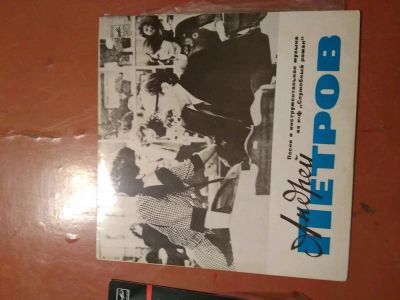 Андрей
ПЕТРОВ
Песни и инструментальная музыка
из к-ф „Служебный роман"